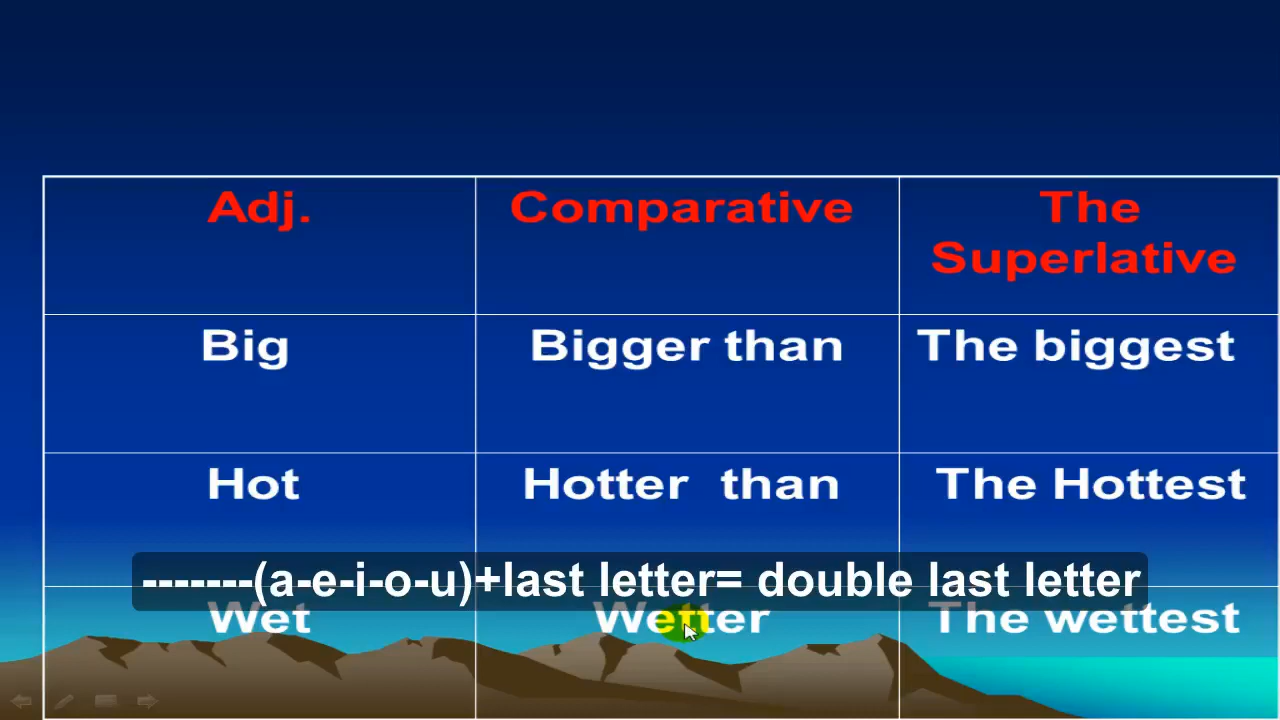 Adj. Comparative The
Superlative
Big Bigger than The biggest
Hot Hotter than The Hottest
-------(a-e-i-o-u)+last letter= double last letter
Wet Wetter The wettest